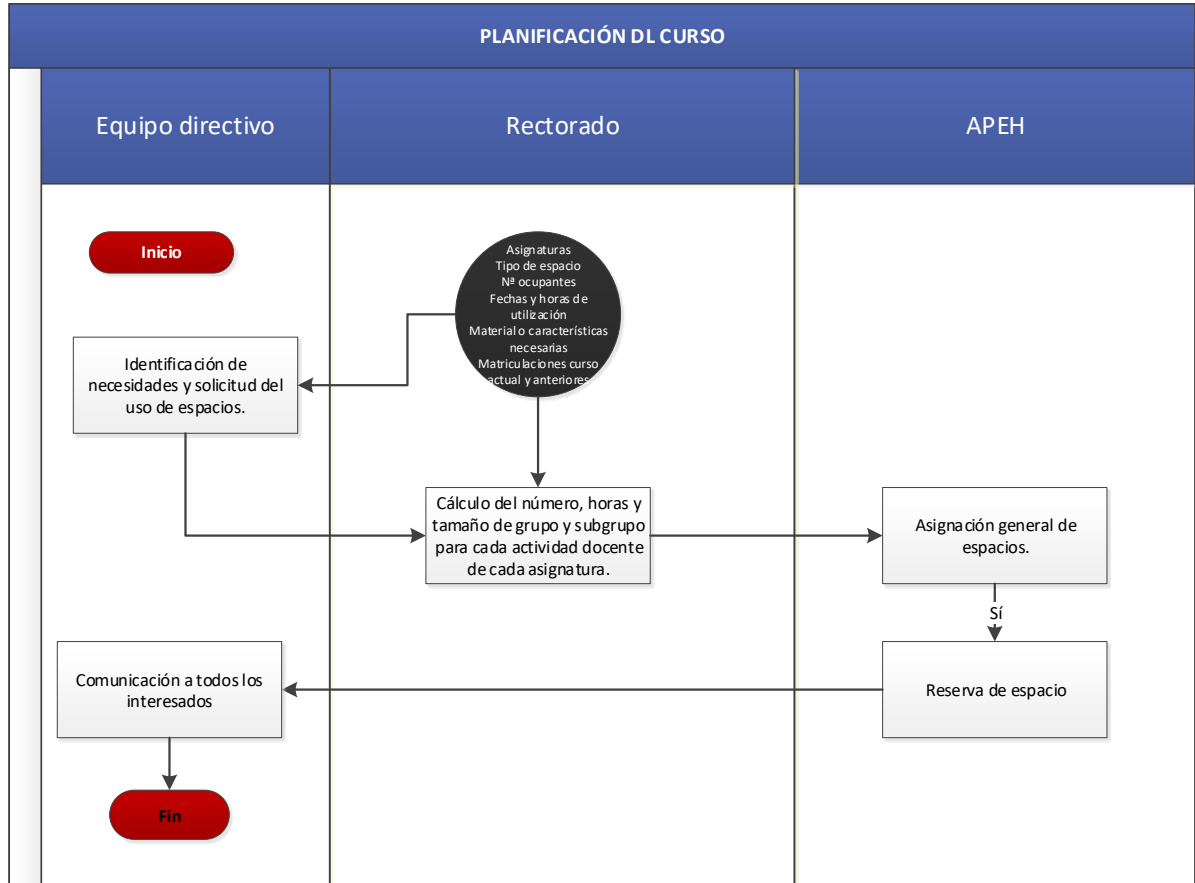 PLANIFICACIÓN DL CURSO
Equipo directivo
Rectorado
APEH
Inicio
Asignaturas
Tipo de espacio
Nª ocupantes
Fechas y horas de
utilización
Material o características
necesarias
Matriculaciones curso
actual y anteriores
Identificación de
necesidades y solicitud del
uso de espacios.
Cálculo del número, horas y
tamaño de grupo y subgrupo
para cada actividad docente
de cada asignatura.
Asignación general de
espacios.
Sí
Comunicación a todos los
interesados
Reserva de espacio
Fin